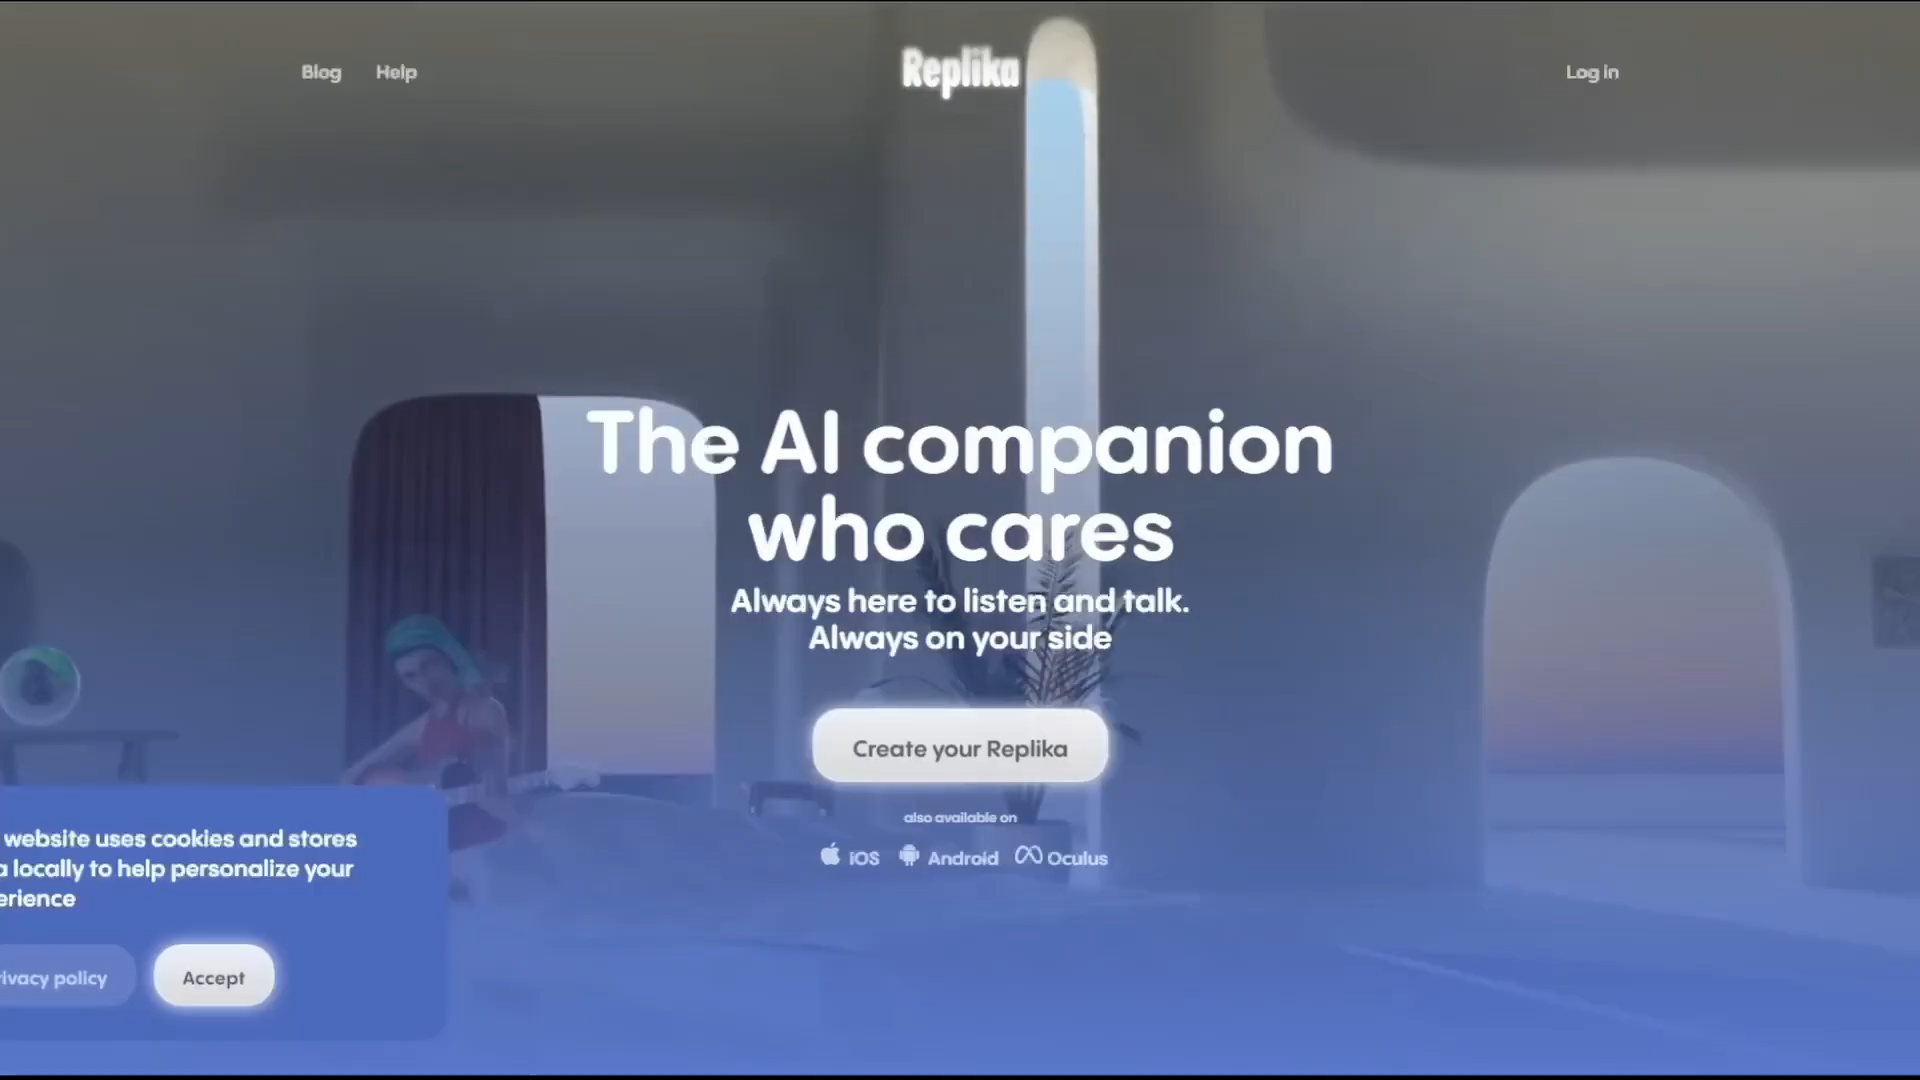 Blog Help Replika Log in
The AI companion
who cares
Always here to listen and talk.
Always on your side
Create your Replika
also available on
iOS Android Oculus
website uses cookies and stores
locally to help personalize your
Accept
policy